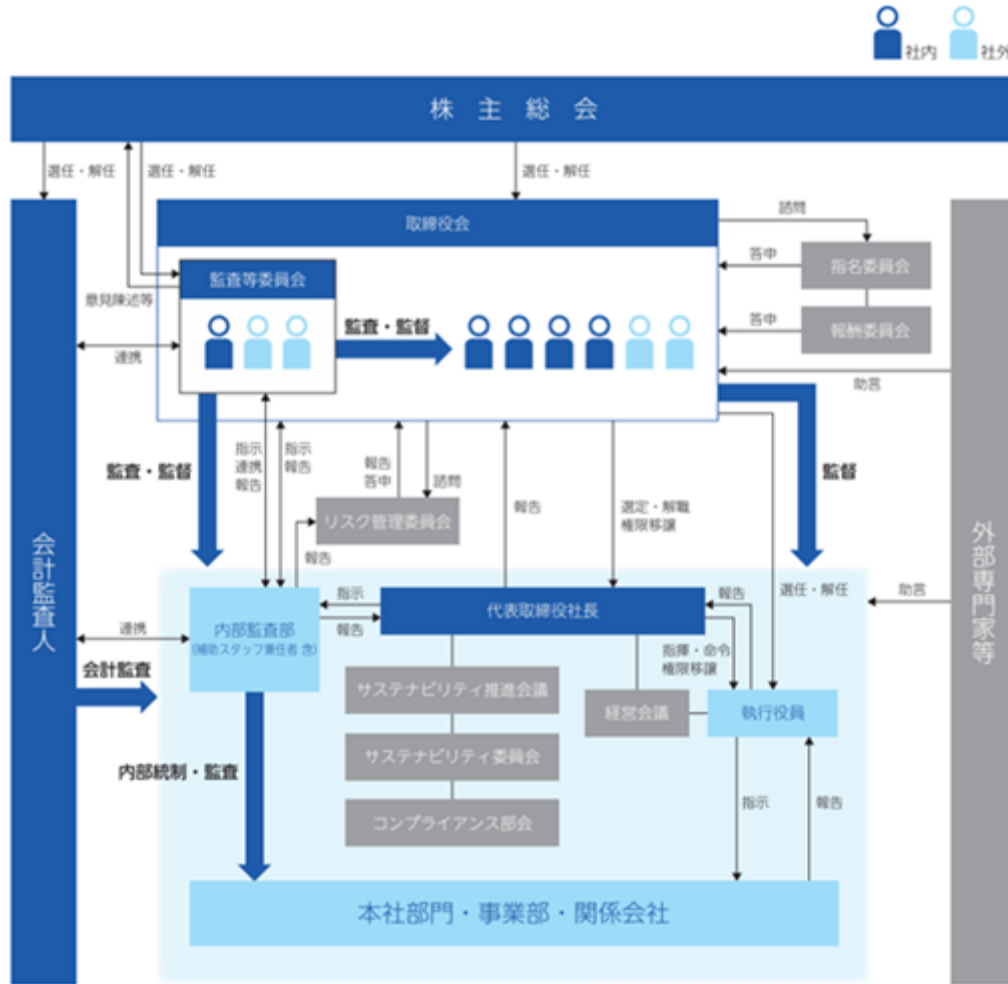 社内
社外
株主総会
選任・解任
選任・解任
選任・解任
取締役会
諮問
答申
指名委員会
監査等委員会
意見陳述等
監査・監督
答申
報酬委員会
連携
助言
監査・監督
指示
連携
報告
指示
報告
報告
答申
諮問
報告
選定・解職
権限移譲
監督
リスク管理委員会
報告
会計監査人
外部専門家等
指示
代表取締役社長
報告
選任・解任
助言
連携
内部監査部
(補助スタッフ兼任者 含)
報告
指揮・命令
権限移譲
会計監査
サステナビリティ推進会議
経営会議
執行役員
サステナビリティ委員会
内部統制・監査
コンプライアンス部会
指示
報告
本社部門・事業部・関係会社